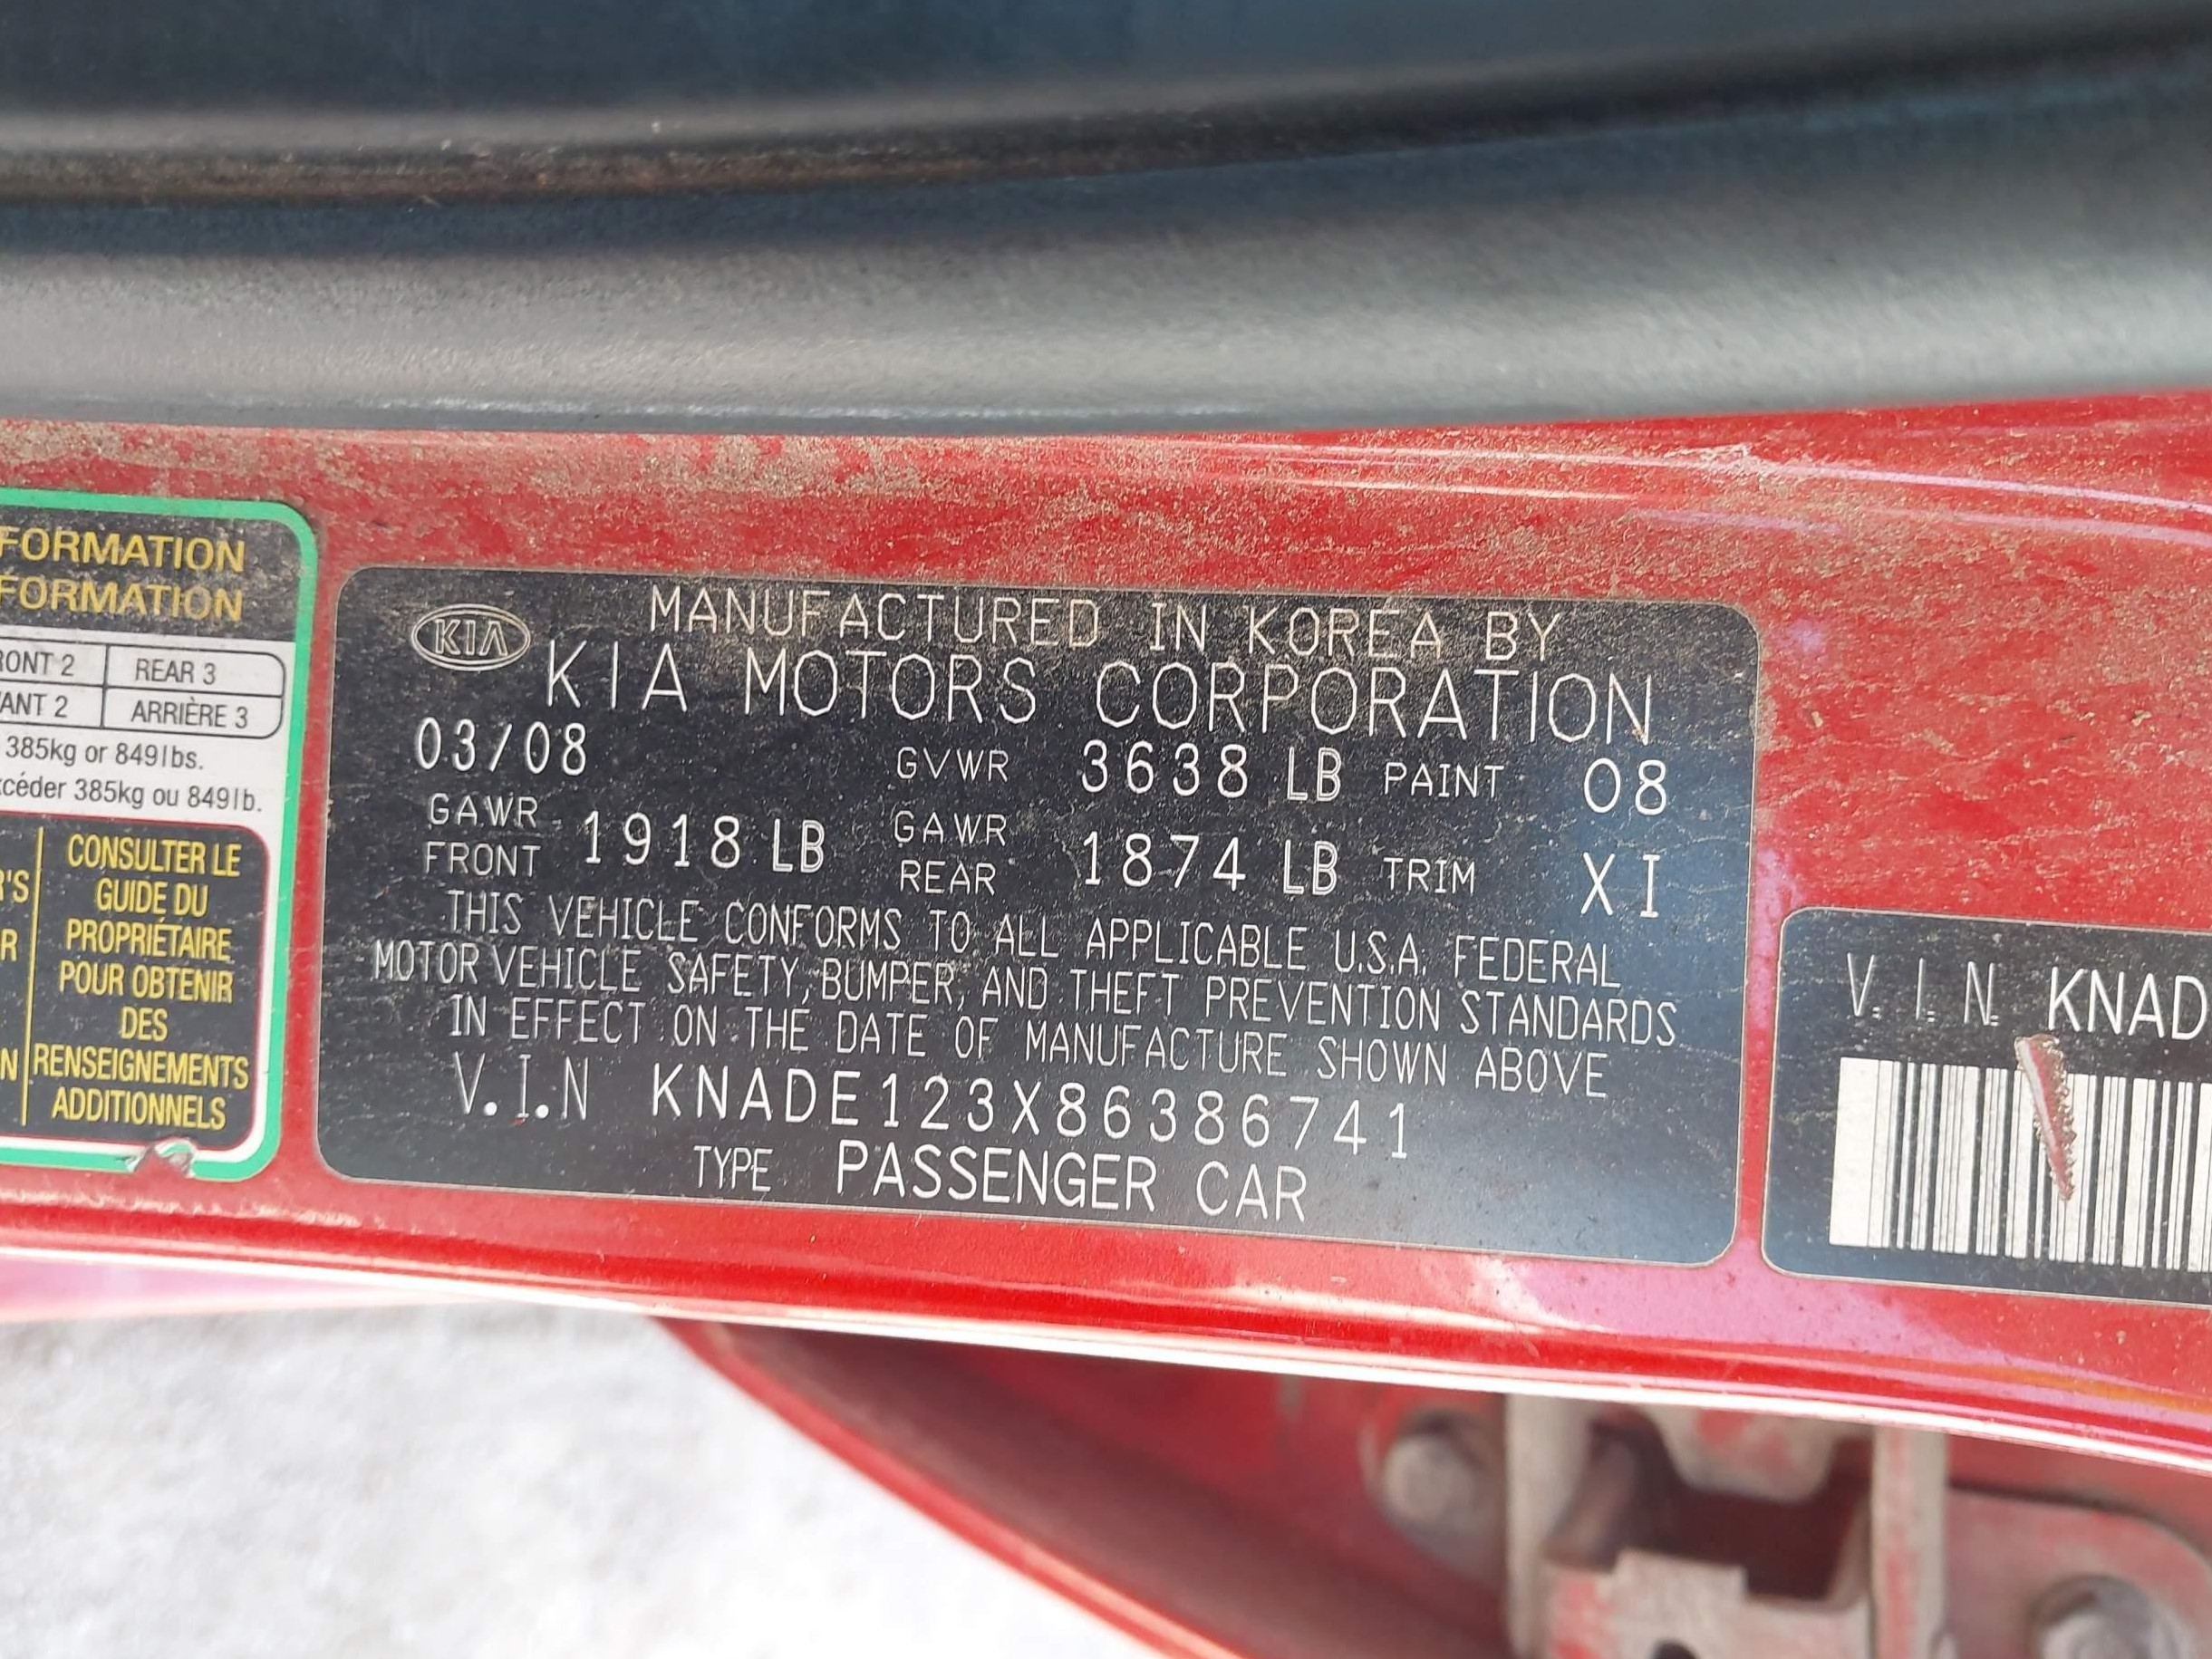 FORMATION
FORMATION
RONT 2 REAR 3
VANT 2 ARRIÈRE 3
385kg or 849lbs.
xcéder 385kg ou 849lb.
R'S
R
N
CONSULTER LE
GUIDE DU
PROPRIÉTAIRE
POUR OBTENIR
DES
RENSEIGNEMENTS
ADDITIONNELS
KIA
MANUFACTURED IN KOREA BY
KIA MOTORS CORPORATION
03/08 GVWR 3638 LB PAINT 08
GAWR FRONT 1918 LB GAWR REAR 1874 LB TRIM XI
THIS VEHICLE CONFORMS TO ALL APPLICABLE U.S.A. FEDERAL
MOTOR VEHICLE SAFETY, BUMPER, AND THEFT PREVENTION STANDARDS
IN EFFECT ON THE DATE OF MANUFACTURE SHOWN ABOVE
V.I.N KNADE123X86386741
TYPE PASSENGER CAR
V.I.N. KNAD